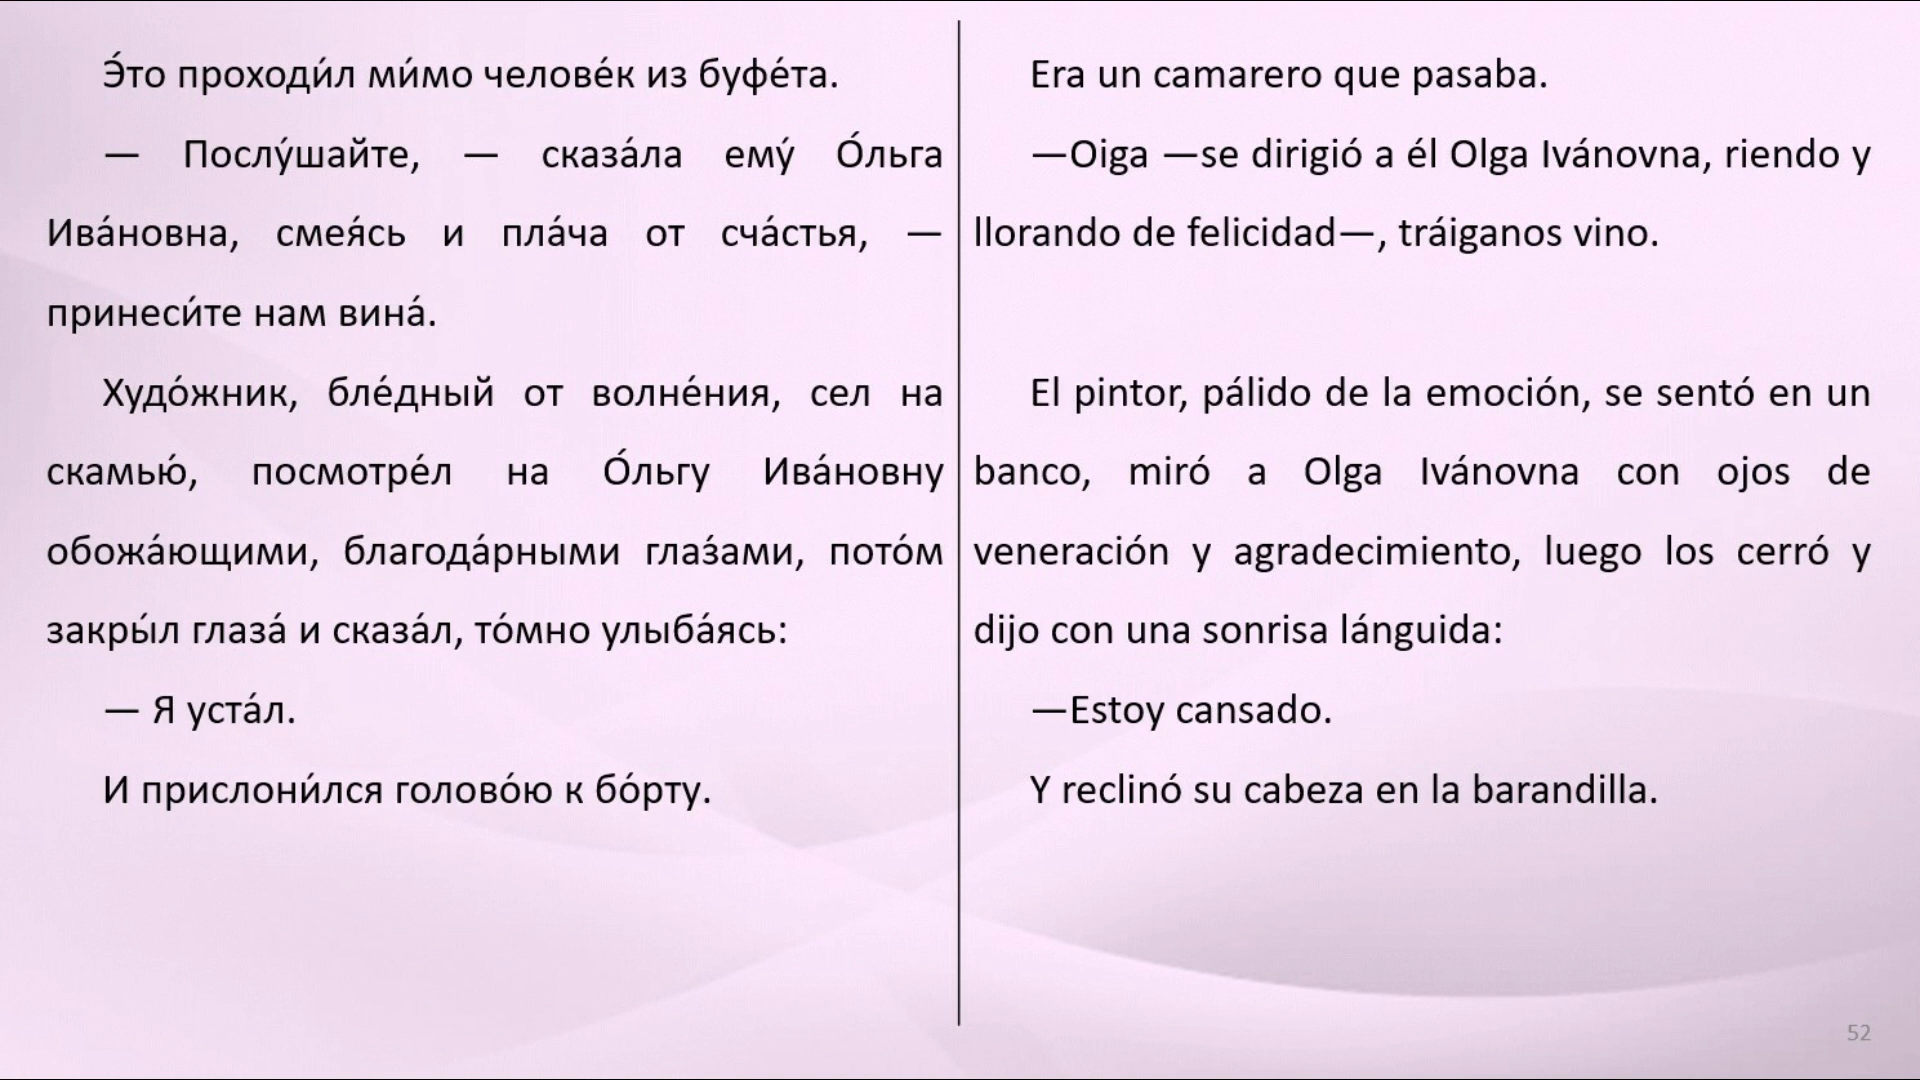 Э́то проходи́л ми́мо челове́к из буфе́та.
— Послу́шайте, — сказа́ла ему́ О́льга
Ива́новна, смея́сь и пла́ча от сча́стья, —
принеси́те нам вина́.
Худо́жник, бле́дный от волне́ния, сел на
скамью́, посмотре́л на О́льгу Ива́новну
обожа́ющими, благода́рными глаз́ами, пото́м
закры́л глаза́ и сказа́л, то́мно улыба́ясь:
— Я уста́л.
И прислони́лся голово́ю к бо́рту.
Era un camarero que pasaba.
—Oiga —se dirigió a él Olga Ivánovna, riendo y
llorando de felicidad—, tráiganos vino.
El pintor, pálido de la emoción, se sentó en un
banco, miró a Olga Ivánovna con ojos de
veneración y agradecimiento, luego los cerró y
dijo con una sonrisa lánguida:
—Estoy cansado.
Y reclinó su cabeza en la barandilla.
52